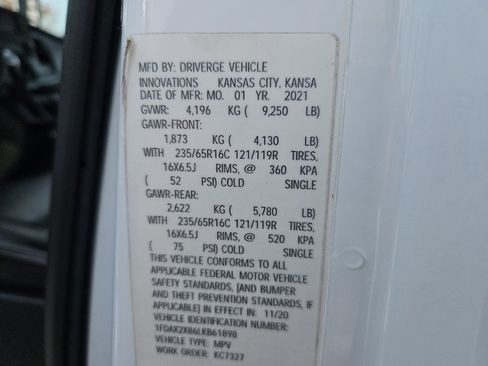 MFD BY: DRIVERGE VEHICLE
INNOVATIONS KANSAS CITY, KANSA
DATE OF MFR: MO. 01 YR. 2021
GVWR: 4,196 KG ( 9,250 LB)
GAWR-FRONT:
1,873 KG ( 4,130 LB)
WITH 235/65R16C 121/119R TIRES,
16X6.5J RIMS, @ 360 KPA
( 52 PSI) COLD SINGLE
GAWR-REAR:
2,622 KG ( 5,780 LB)
WITH 235/65R16C 121/119R TIRES,
16X6.5J RIMS, @ 520 KPA
( 75 PSI) COLD SINGLE
THIS VEHICLE CONFORMS TO ALL
APPLICABLE FEDERAL MOTOR VEHICLE
SAFETY STANDARDS, [AND BUMPER
AND THEFT PREVENTION STANDARDS, IF
APPLICABLE] IN EFFECT IN 11/20
VEHICLE IDENTIFICATION NUMBER:
1FDAX2X86LKB61898
VEHICLE TYPE: MPV
WORK ORDER: KC7327